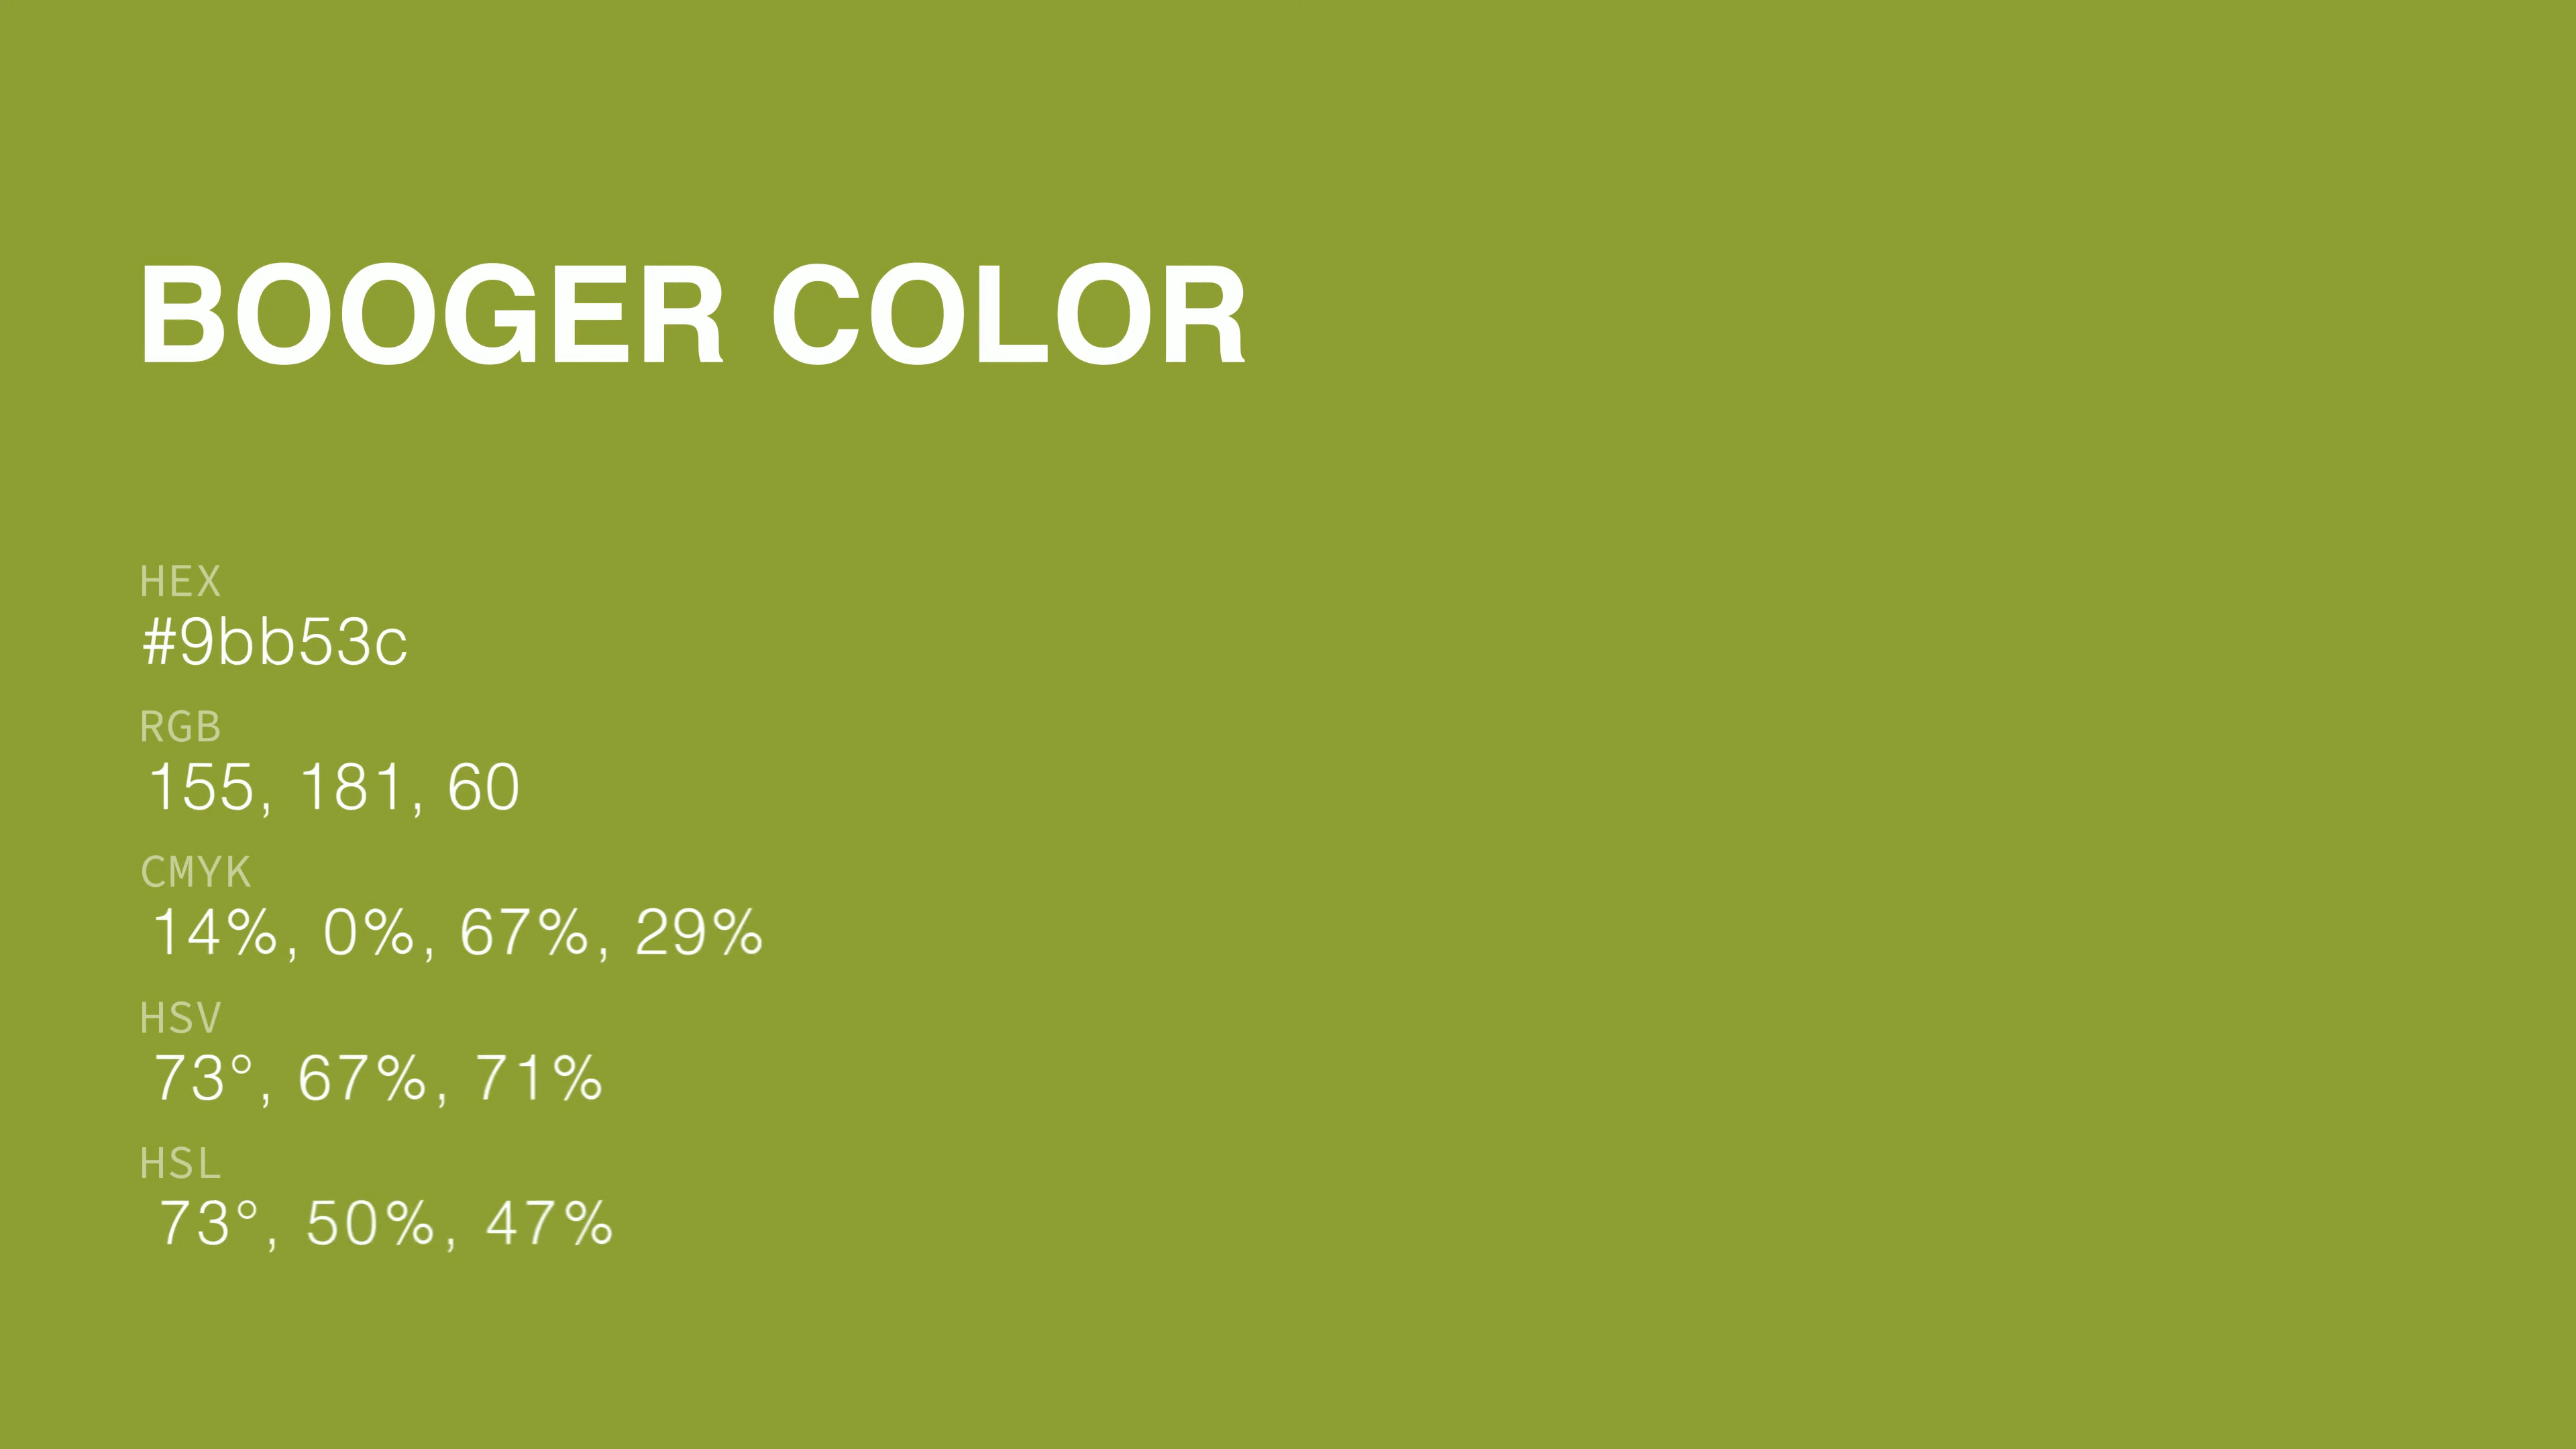 BOOGER COLOR
HEX
#9bb53c
RGB
155, 181, 60
CMYK
14%, 0%, 67%, 29%
HSV
73°, 67%, 71%
HSL
73°, 50%, 47%